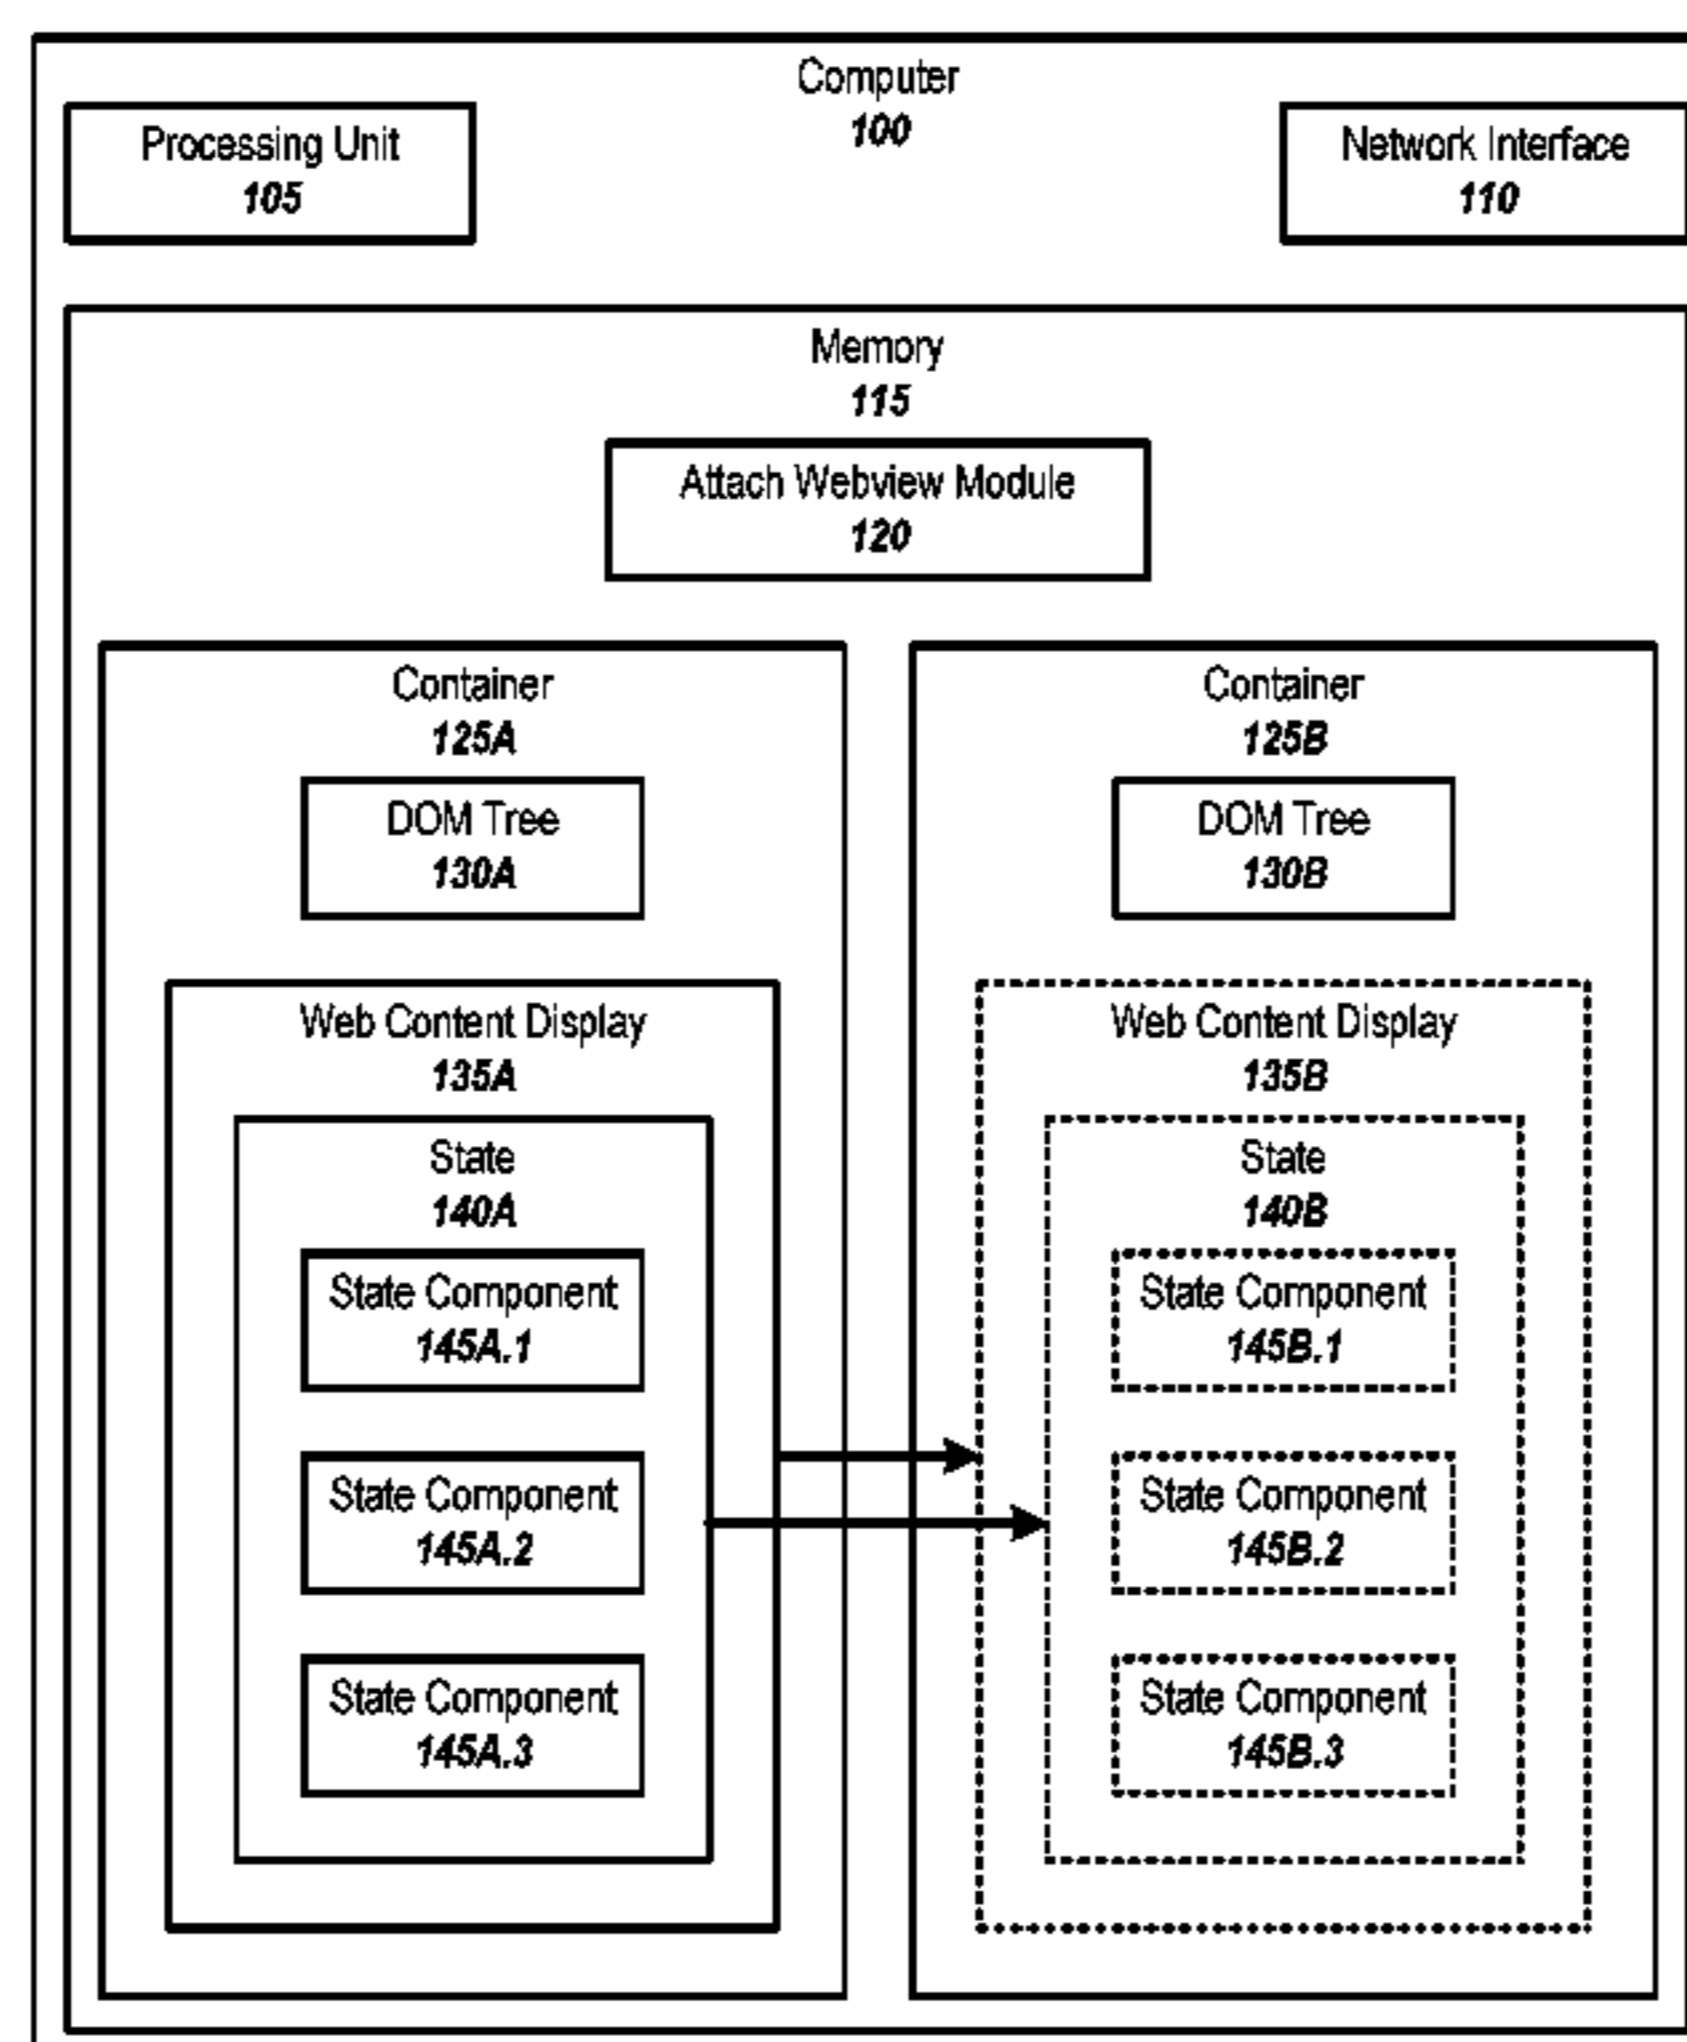 Computer
100
Processing Unit
105
Network Interface
110
Memory
115
Attach Webview Module
120
Container
125A
DOM Tree
130A
Web Content Display
135A
State
140A
State Component
145A.1
State Component
145A.2
State Component
145A.3
Container
125B
DOM Tree
130B
Web Content Display
135B
State
140B
State Component
145B.1
State Component
145B.2
State Component
145B.3